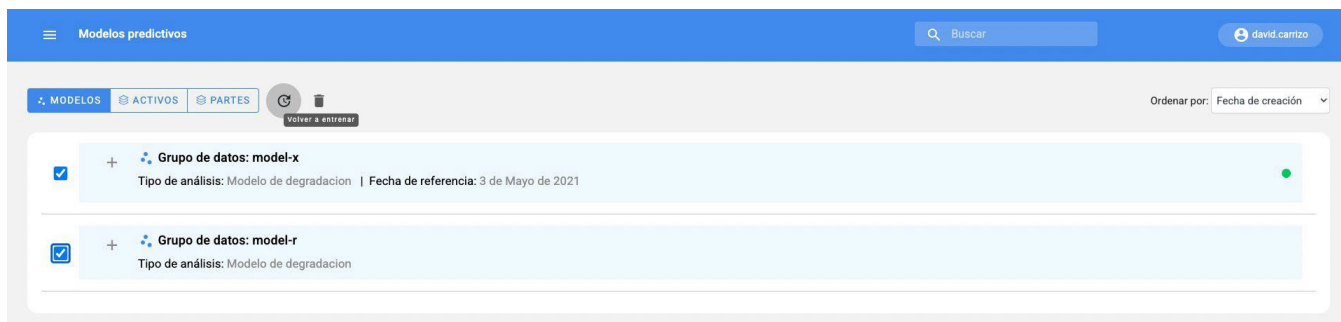 Modelos predictivos
Buscar
david.carrizo
MODELOS
ACTIVOS
PARTES
Volver a entrenar
Ordenar por: Fecha de creación
Grupo de datos: model-x
Tipo de análisis: Modelo de degradacion | Fecha de referencia: 3 de Mayo de 2021
Grupo de datos: model-r
Tipo de análisis: Modelo de degradacion